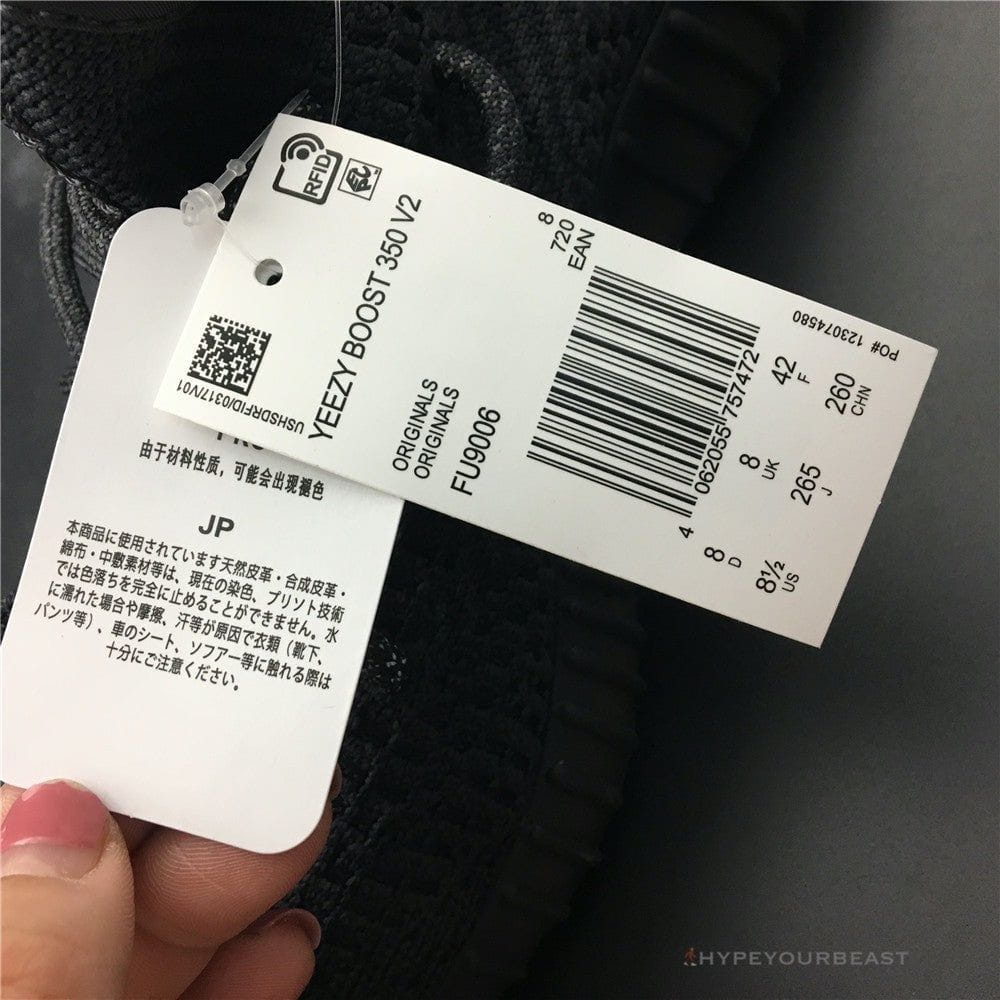 RFID
USHSDRFID/0317/V01
YEEZY BOOST 350 V2
ORIGINALS
ORIGINALS
FU9006
8
720
EAN
4 062055 757472
PO# 123074580
42
F
260
CHN
8
UK
265
J
8
D
8½
US
由于材料性质，可能会出现褪色
JP
本商品に使用されています天然皮革・合成皮革・
綿布・中敷素材等は、現在の染色、プリソト技術
では色落ちを完全に止めることができません。水
に濡れた場合や摩擦、汗等が原因で衣類（靴下、
パンツ等）、車のシート、ソフアー等に触れる際は
十分にご注意ください。
HYPEYOURBEAST